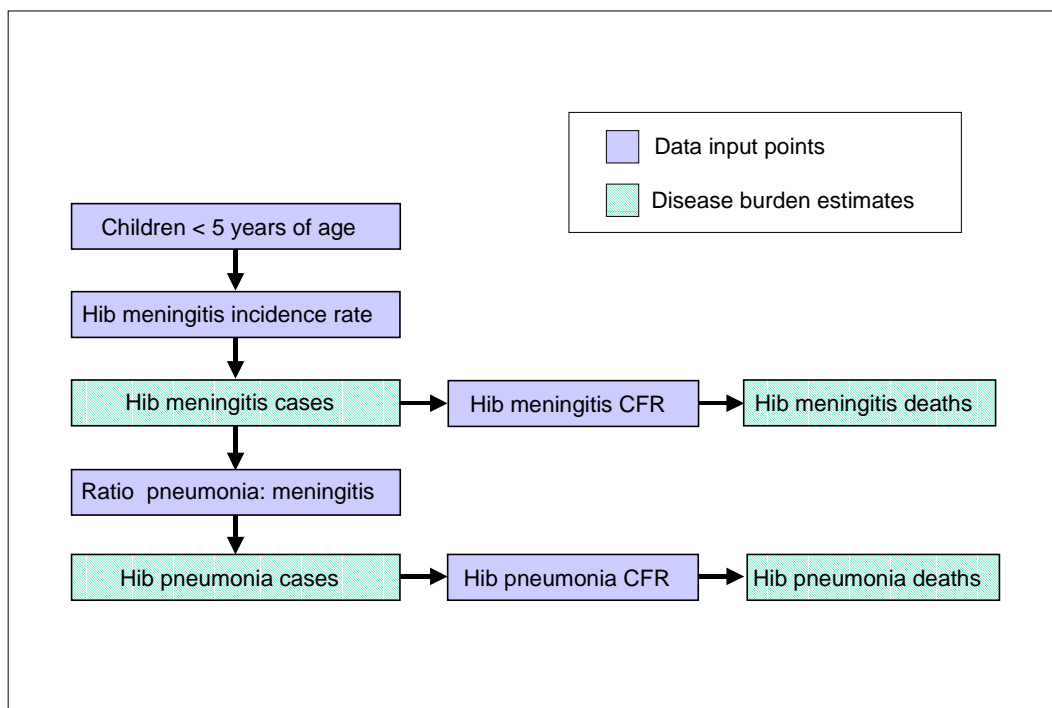 Data input points
Disease burden estimates
Children < 5 years of age
Hib meningitis incidence rate
Hib meningitis cases
Hib meningitis CFR
Hib meningitis deaths
Ratio pneumonia: meningitis
Hib pneumonia cases
Hib pneumonia CFR
Hib pneumonia deaths